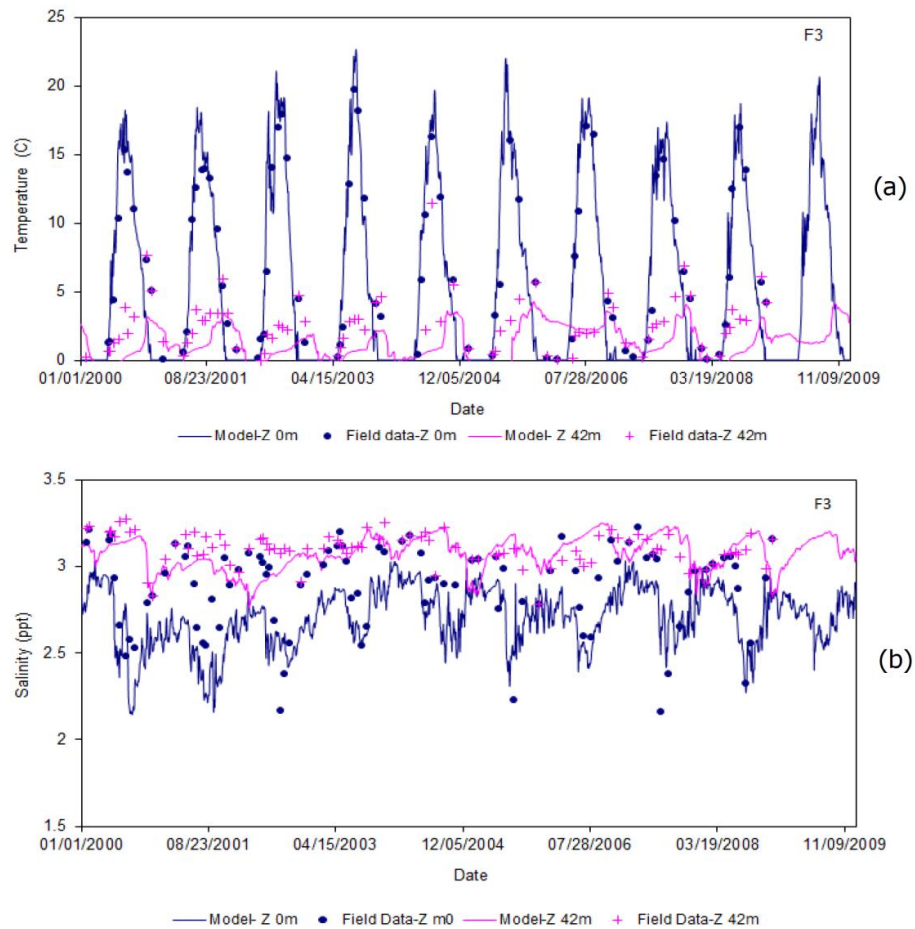 25
F3
20
15
10
5
0
Temperature (C)
(a)
01/01/2000 08/23/2001 04/15/2003 12/05/2004 07/28/2006 03/19/2008 11/09/2009
Date
Model-Z 0m Field data-Z 0m Model- Z 42m Field data-Z 42m
3.5
F3
3
2.5
2
1.5
Salinity (ppt)
(b)
01/01/2000 08/23/2001 04/15/2003 12/05/2004 07/28/2006 03/19/2008 11/09/2009
Date
Model- Z 0m Field Data-Z m0 Model-Z 42m Field Data-Z 42m